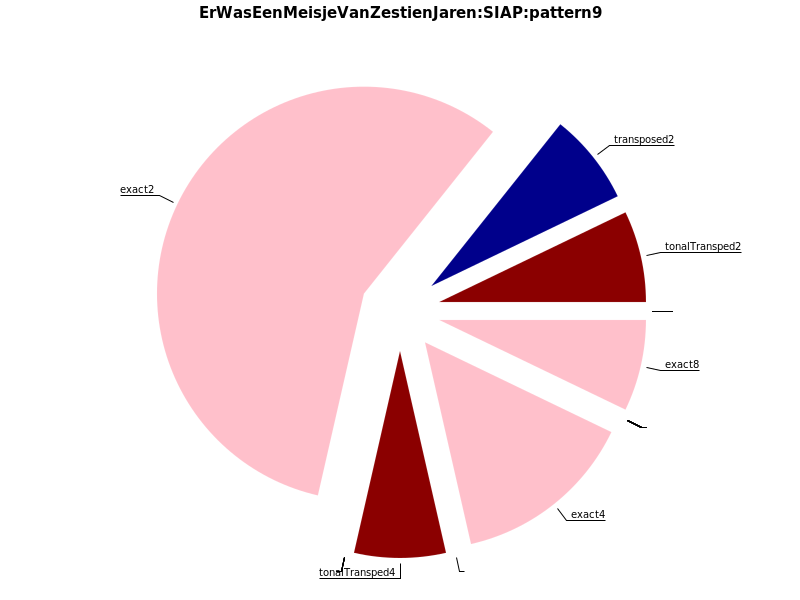 ErWasEenMeisjeVanZestienJaren:SIAP:pattern9
transposed2
exact2
tonalTransped2
exact8
exact4
tonalTransped4